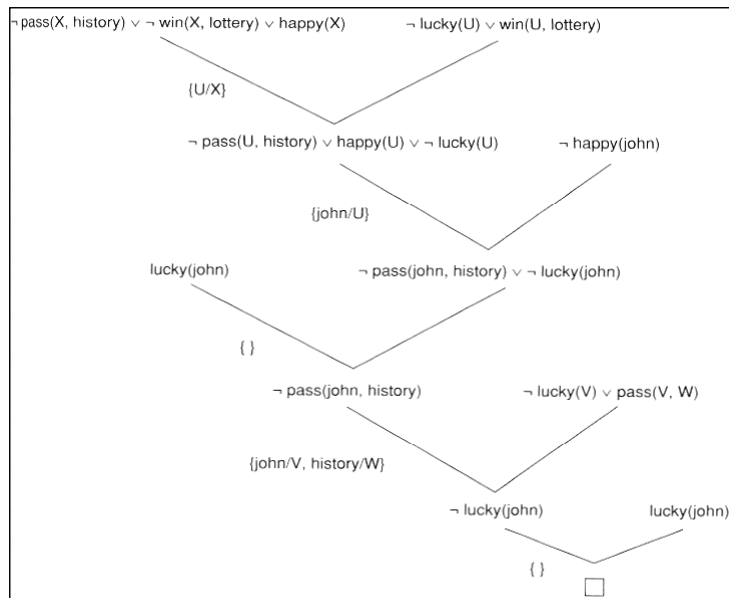 ¬ pass(X, history) ∨ ¬ win(X, lottery) ∨ happy(X) ¬ lucky(U) ∨ win(U, lottery)
{U/X}
¬ pass(U, history) ∨ happy(U) ∨ ¬ lucky(U) ¬ happy(john)
{john/U}
lucky(john) ¬ pass(john, history) ∨ ¬ lucky(john)
{ }
¬ pass(john, history) ¬ lucky(V) ∨ pass(V, W)
{john/V, history/W}
¬ lucky(john) lucky(john)
{ }